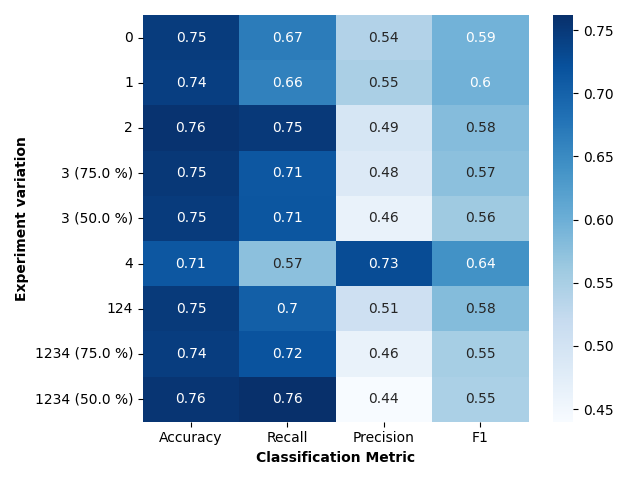 0 0.75 0.67 0.54 0.59
1 0.74 0.66 0.55 0.6
2 0.76 0.75 0.49 0.58
3 (75.0 %) 0.75 0.71 0.48 0.57
3 (50.0 %) 0.75 0.71 0.46 0.56
4 0.71 0.57 0.73 0.64
124 0.75 0.7 0.51 0.58
1234 (75.0 %) 0.74 0.72 0.46 0.55
1234 (50.0 %) 0.76 0.76 0.44 0.55
Accuracy Recall Precision F1
Classification Metric
Experiment variation
0.75
0.70
0.65
0.60
0.55
0.50
0.45